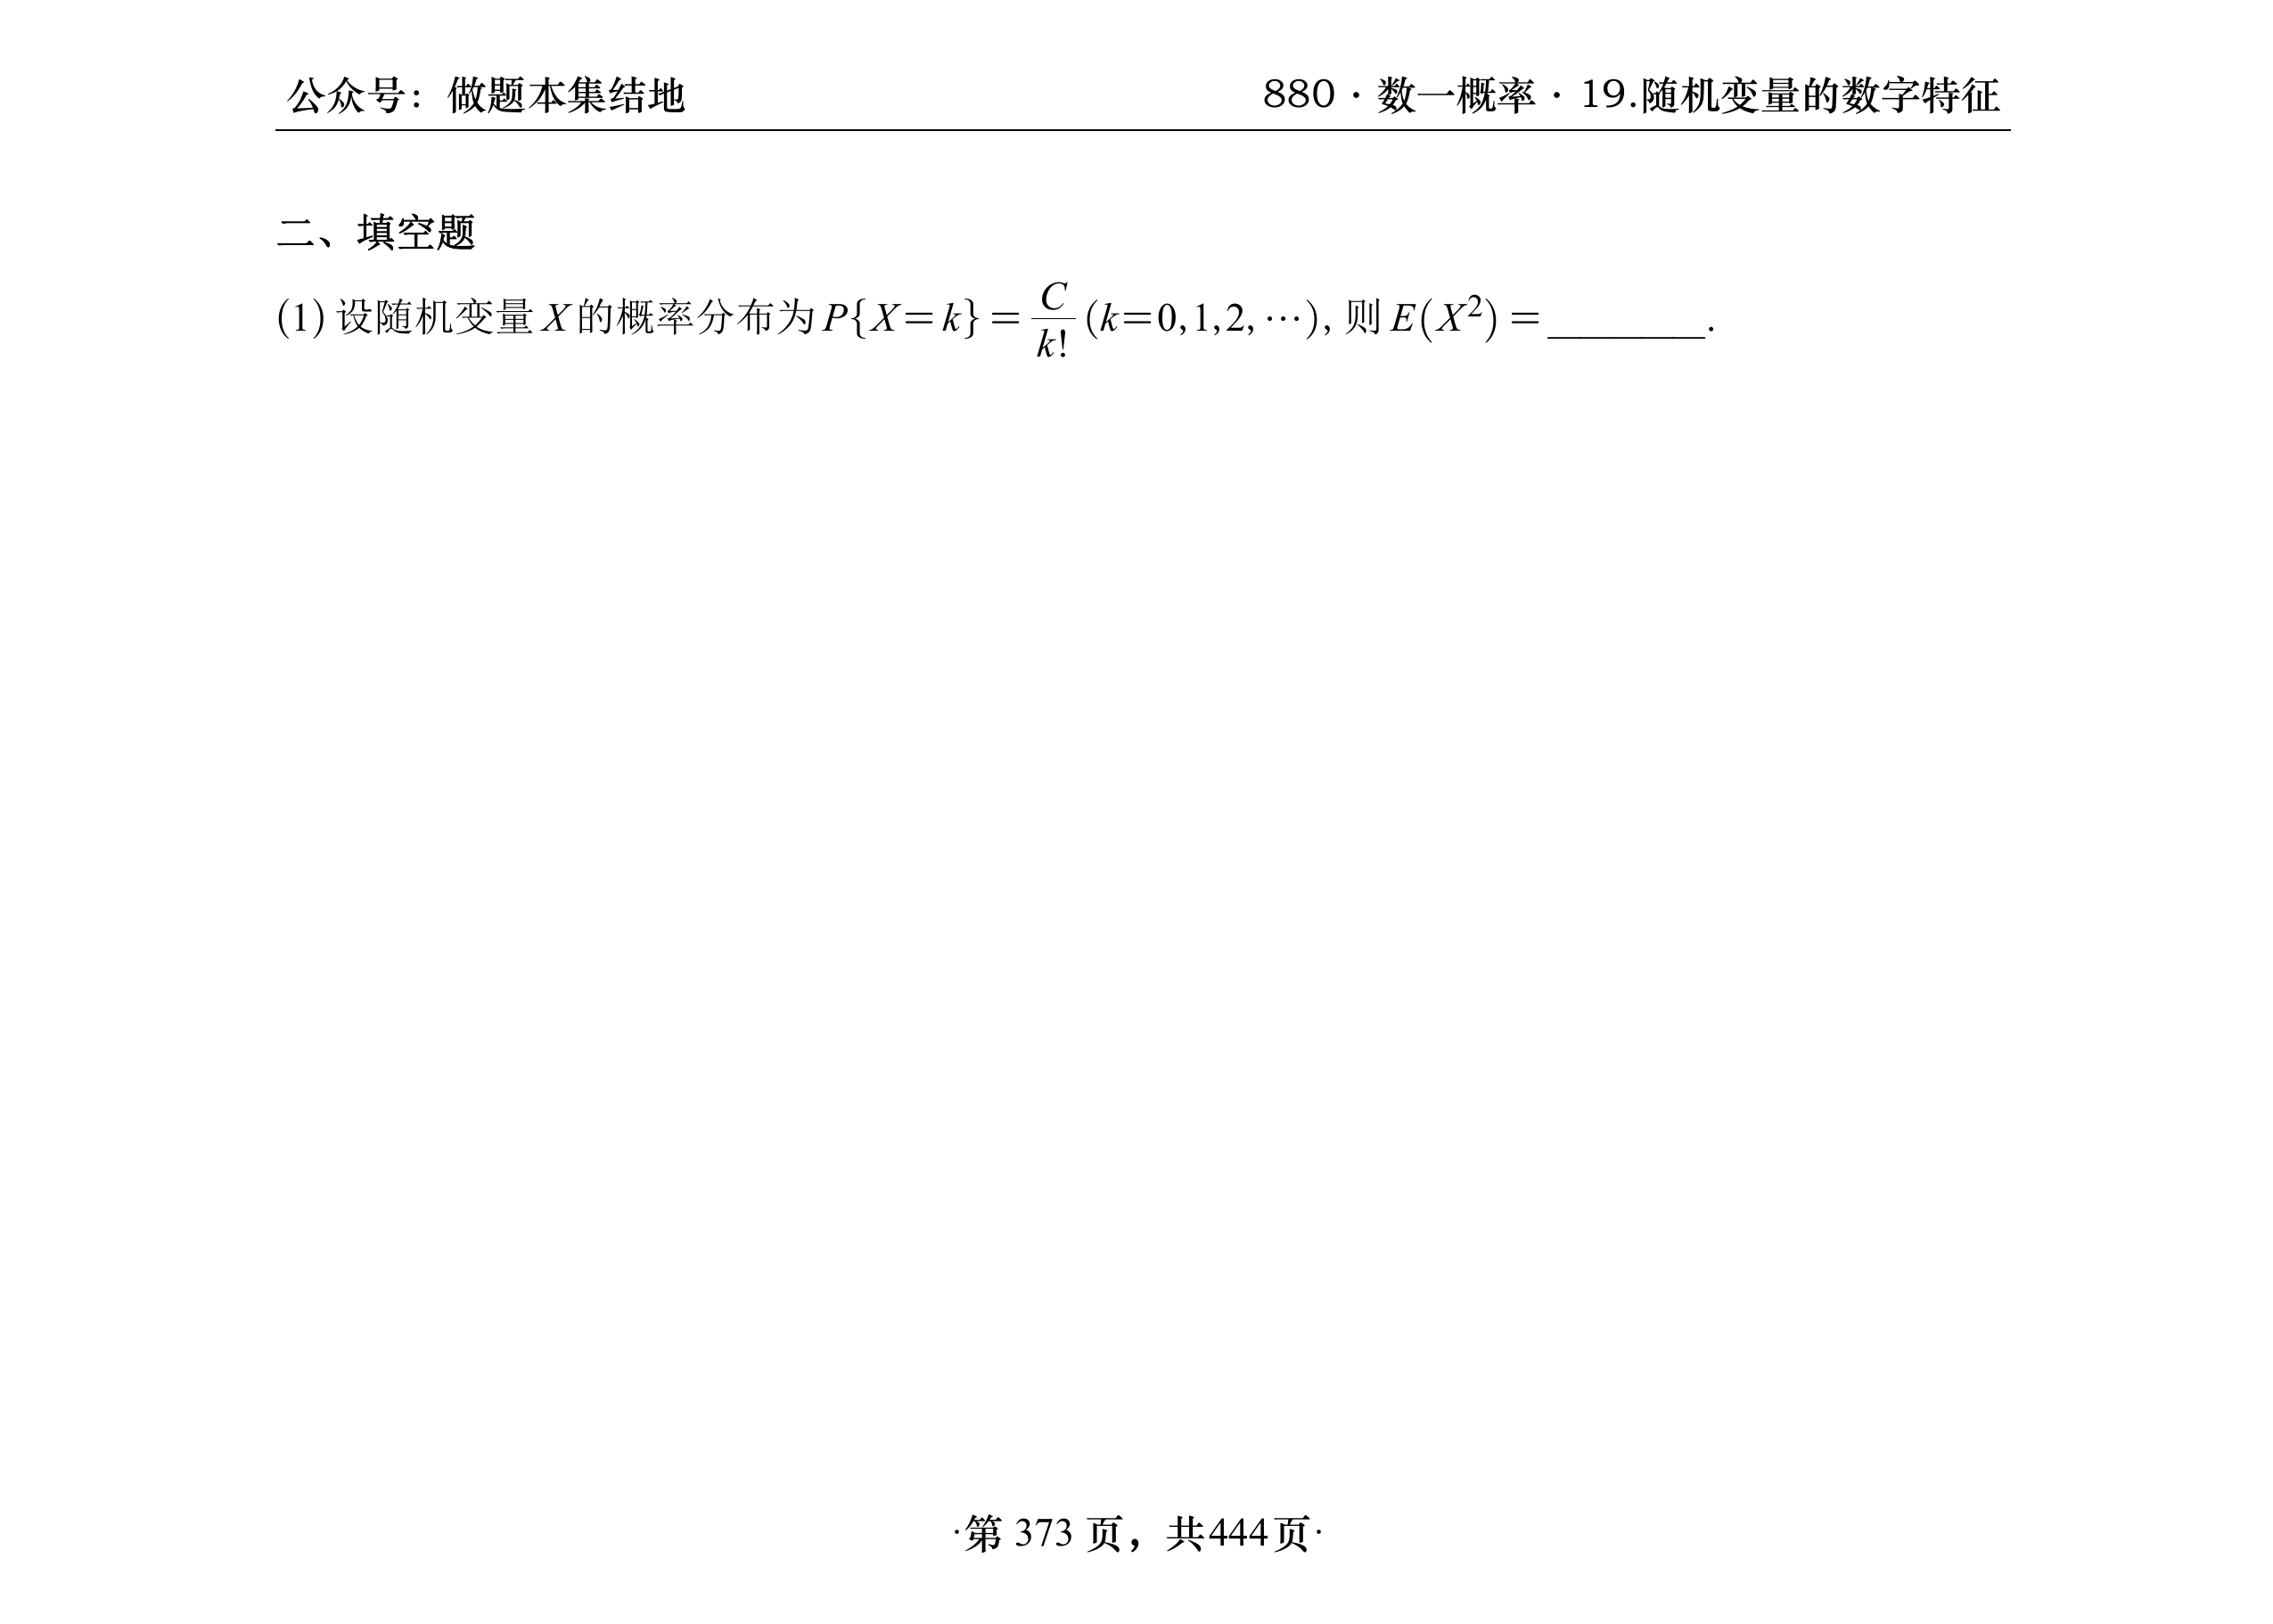 公众号：做题本集结地
880 · 数一概率 · 19.随机变量的数字特征
二、填空题
(1) 设随机变量 X 的概率分布为 P{X=k} = \frac{C}{k!} (k=0,1,2,⋯), 则 E(X²) = ________.
·第 373 页，共444页·